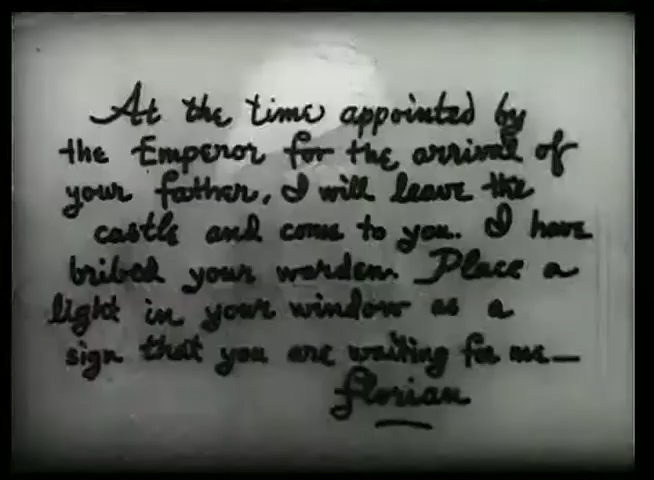 At the time appointed by
the Emperor for the arrival of
your father, I will leave the
castle and come to you. I have
bribed your warden. Place a
light in your window as a
sign that you are waiting for me—
Florian